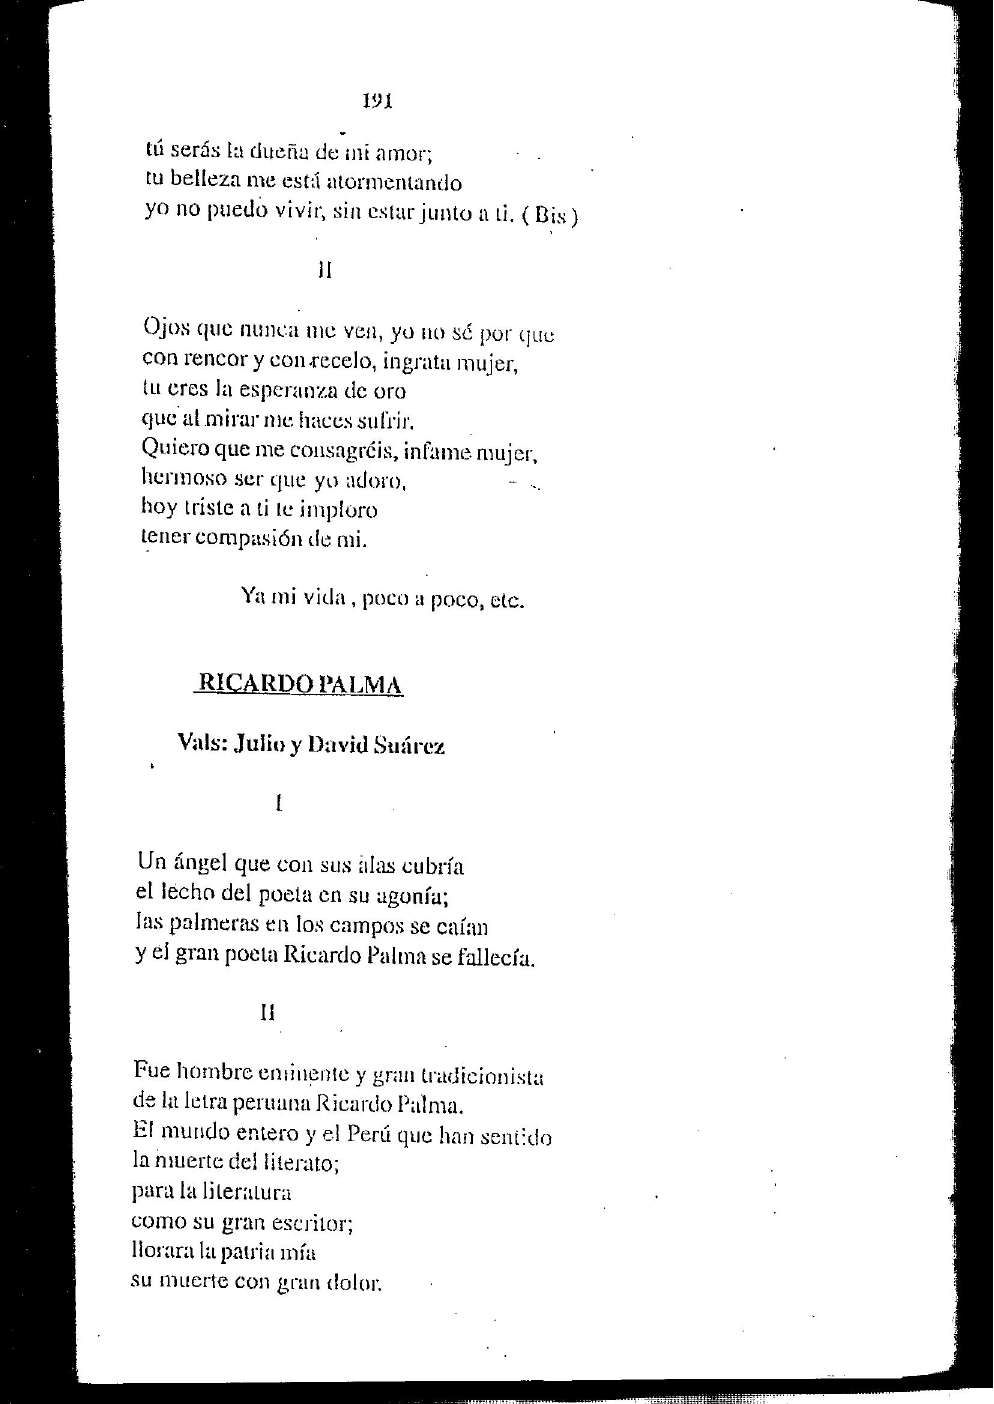 191
tú serás la dueña de mi amor;
tu belleza me está atormentando
yo no puedo vivir, sin estar junto a ti. ( Bis )
II
Ojos que nunca me ven, yo no sé por que
con rencor y con recelo, ingrata mujer,
tu eres la esperanza de oro
que al mirar me haces sufrir.
Quiero que me consagréis, infame mujer,
hermoso ser que yo adoro,
hoy triste a ti te imploro
tener compasión de mi.
Ya mi vida , poco a poco, etc.
RICARDO PALMA
Vals: Julio y David Suárez
I
Un ángel que con sus alas cubría
el lecho del poeta en su agonía;
las palmeras en los campos se caían
y el gran poeta Ricardo Palma se fallecía.
II
Fue hombre eminente y gran tradicionista
de la letra peruana Ricardo Palma.
El mundo entero y el Perú que han sentido
la muerte del literato;
para la literatura
como su gran escritor;
llorara la patria mía
su muerte con gran dolor.